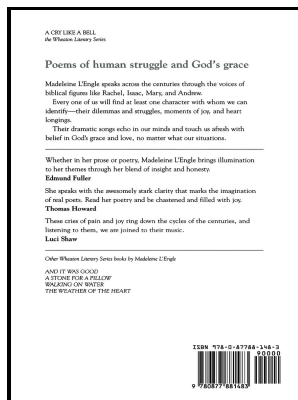 A CRY LIKE A BELL
the Wheaton Literary Series
Poems of human struggle and God's grace
Madeleine L'Engle speaks across the centuries through the voices of
biblical figures like Rachel, Isaac, Mary, and Andrew.
Every one of us will find at least one character with whom we can
identify—their dilemmas and struggles, moments of joy, and heart
longings.
Their dramatic songs echo in our minds and touch us afresh with
belief in God's grace and love, no matter what our situations.
Whether in her prose or poetry, Madeleine L'Engle brings illumination
to her themes through her blend of insight and honesty.
Edmund Fuller
She speaks with the awesomely stark clarity that marks the imagination
of real poets. Read her poetry and be chastened and filled with joy.
Thomas Howard
These cries of pain and joy ring down the cycles of the centuries, and
listening to them, we are joined to their music.
Luci Shaw
Other Wheaton Literary Series books by Madeleine L'Engle
AND IT WAS GOOD
A STONE FOR A PILLOW
WALKING ON WATER
THE WEATHER OF THE HEART
ISBN 978-0-87788-148-3
90000
9 780877 881483